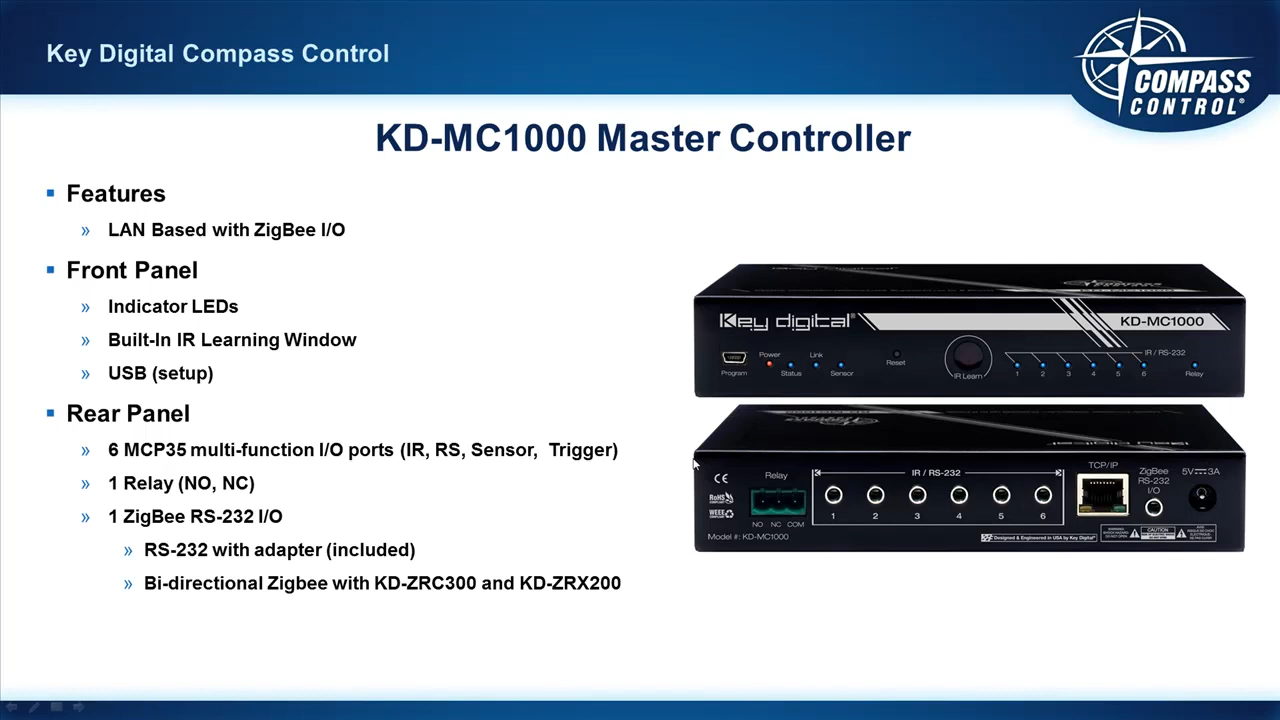 Key Digital Compass Control
COMPASS
CONTROL®
KD-MC1000 Master Controller
▪ Features
» LAN Based with ZigBee I/O
▪ Front Panel
» Indicator LEDs
» Built-In IR Learning Window
» USB (setup)
▪ Rear Panel
» 6 MCP35 multi-function I/O ports (IR, RS, Sensor, Trigger)
» 1 Relay (NO, NC)
» 1 ZigBee RS-232 I/O
» RS-232 with adapter (included)
» Bi-directional Zigbee with KD-ZRC300 and KD-ZRX200
Key digital®
KD-MC1000
Program
Power
Status
Link
Sensor
Reset
IR Learn
IR / RS-232
1 2 3 4 5 6
Relay
CE
RoHS
COMPLIANT
WEEE
COMPLIANT
Relay
NO NC COM
Model #: KD-MC1000
IR / RS-232
1 2 3 4 5 6
TCP/IP
ZigBee
RS-232
I/O
5V 3A
Designed & Engineered in USA by Key Digital®
WARNING
CAUTION